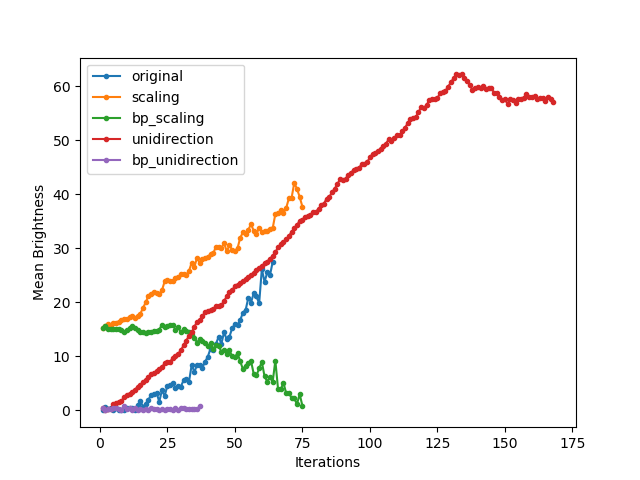 Mean Brightness
60
50
40
30
20
10
0
original
scaling
bp_scaling
unidirection
bp_unidirection
0 25 50 75 100 125 150 175
Iterations